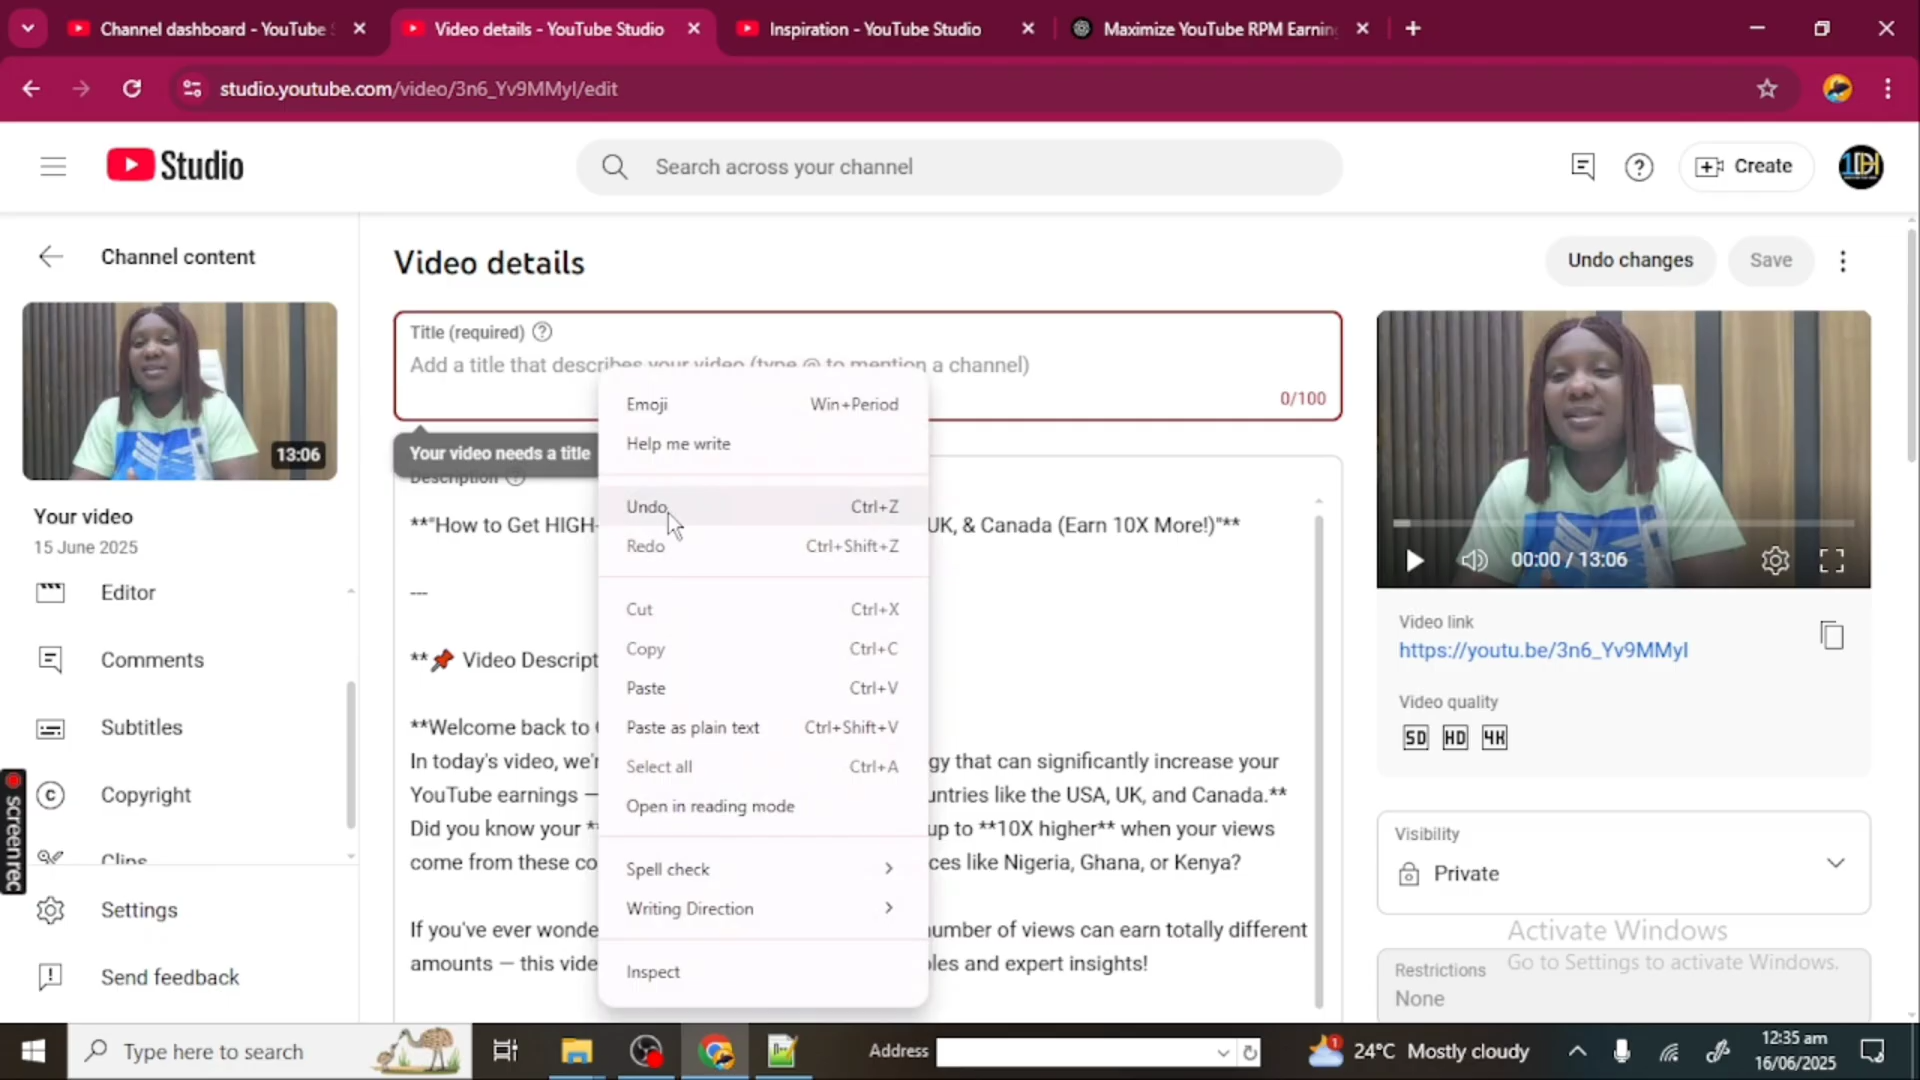 Channel dashboard - YouTube
Video details - YouTube Studio
Inspiration - YouTube Studio
Maximize YouTube RPM Earnin
studio.youtube.com/video/3n6_Yv9MMyI/edit
Studio
Search across your channel
Create
Channel content
13:06
Your video
15 June 2025
Editor
Comments
Subtitles
Copyright
Clips
Settings
Send feedback
screenrec
Video details
Undo changes
Save
Title (required)
Add a title that describes your video (type @ to mention a channel)
0/100
Your video needs a title
Description
**"How to Get HIGH-
UK, & Canada (Earn 10X More!)"**
---
**📌 Video Descript
**Welcome back to
In today's video, we'r
gy that can significantly increase your
YouTube earnings —
untries like the USA, UK, and Canada.**
Did you know your **
up to **10X higher** when your views
come from these co
ces like Nigeria, Ghana, or Kenya?
If you've ever wonde
umber of views can earn totally different
amounts — this vide
les and expert insights!
Emoji Win+Period
Help me write
Undo Ctrl+Z
Redo Ctrl+Shift+Z
Cut Ctrl+X
Copy Ctrl+C
Paste Ctrl+V
Paste as plain text Ctrl+Shift+V
Select all Ctrl+A
Open in reading mode
Spell check
Writing Direction
Inspect
00:00 / 13:06
Video link
https://youtu.be/3n6_Yv9MMyI
Video quality
SD HD 4K
Visibility
Private
Activate Windows
Go to Settings to activate Windows.
Restrictions
None
Type here to search
Address
1
24°C Mostly cloudy
12:35 am
16/06/2025